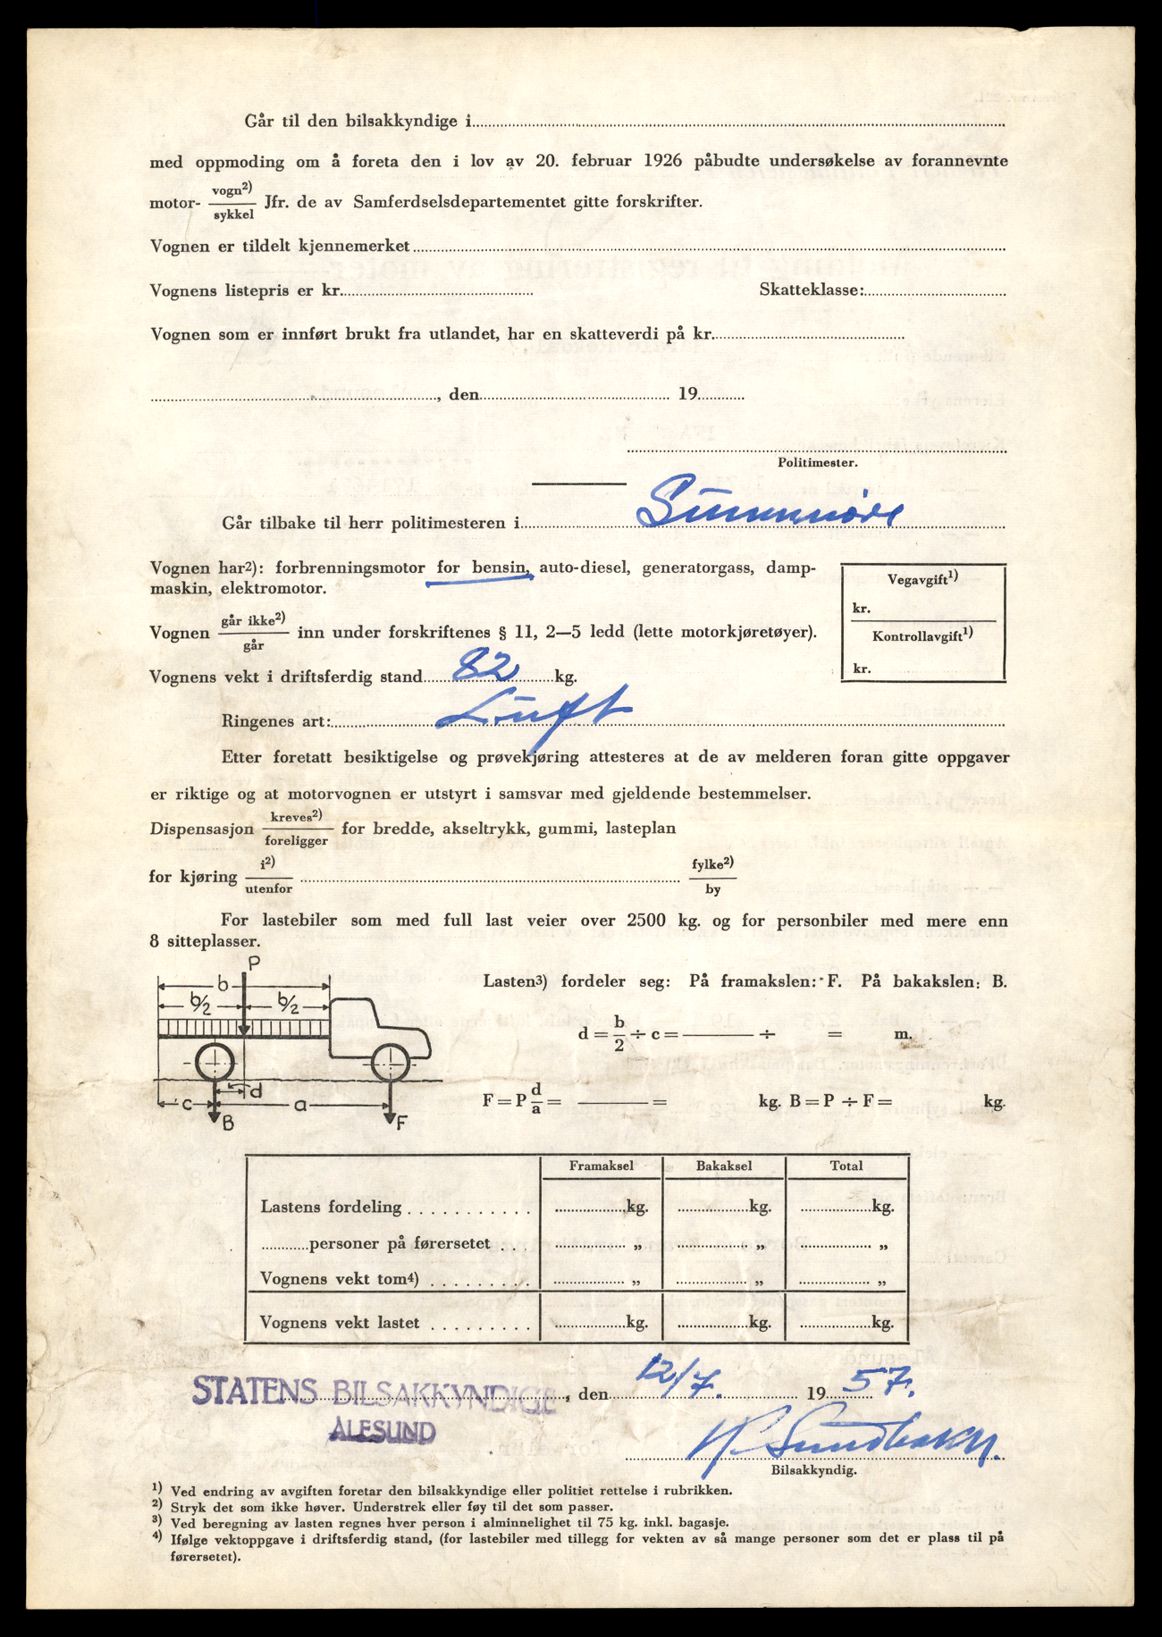 Går til den bilsakkyndige i
med oppmoding om å foreta den i lov av 20. februar 1926 påbudte undersøkelse av forannevnte
motor- vogn2) / sykkel Jfr. de av Samferdselsdepartementet gitte forskrifter.
Vognen er tildelt kjennemerket
Vognens listepris er kr. Skatteklasse:
Vognen som er innført brukt fra utlandet, har en skatteverdi på kr.
, den 19
Politimester.
Går tilbake til herr politimesteren i Sunnmøre
Vognen har2): forbrenningsmotor for bensin, auto-diesel, generatorgass, damp-
maskin, elektromotor.
Vegavgift1)
kr.
Kontrollavgift1)
kr.
Vognen går ikke2) / går inn under forskriftenes § 11, 2—5 ledd (lette motorkjøretøyer).
Vognens vekt i driftsferdig stand 82 kg.
Ringenes art: Luft
Etter foretatt besiktigelse og prøvekjøring attesteres at de av melderen foran gitte oppgaver
er riktige og at motorvognen er utstyrt i samsvar med gjeldende bestemmelser.
Dispensasjon kreves2) / foreligger for bredde, akseltrykk, gummi, lasteplan
for kjøring i2) / utenfor fylke2) / by
For lastebiler som med full last veier over 2500 kg. og for personbiler med mere enn
8 sitteplasser.
P
b
b/2 b/2
d
c a
B F
Lasten3) fordeler seg: På framakslen: F. På bakakslen: B.
d = b/2 ÷ c = ——— ÷ = m.
F = P d/a = ——— = kg. B = P ÷ F = kg.
Framaksel Bakaksel Total
Lastens fordeling . . . . . . . . . . . kg. kg. kg.
personer på førersetet . . . „ „ „
Vognens vekt tom4) . . . . . . . . . „ „ „
Vognens vekt lastet . . . . . . . . . kg. kg. kg.
STATENS BILSAKKYNDIGE, den 12/7. 19 57.
ÅLESUND
Bilsakkyndig.
1) Ved endring av avgiften foretar den bilsakkyndige eller politiet rettelse i rubrikken.
2) Stryk det som ikke høver. Understrek eller føy til det som passer.
3) Ved beregning av lasten regnes hver person i alminnelighet til 75 kg. inkl. bagasje.
4) Ifølge vektoppgave i driftsferdig stand, (for lastebiler med tillegg for vekten av så mange personer som det er plass til på
førersetet).